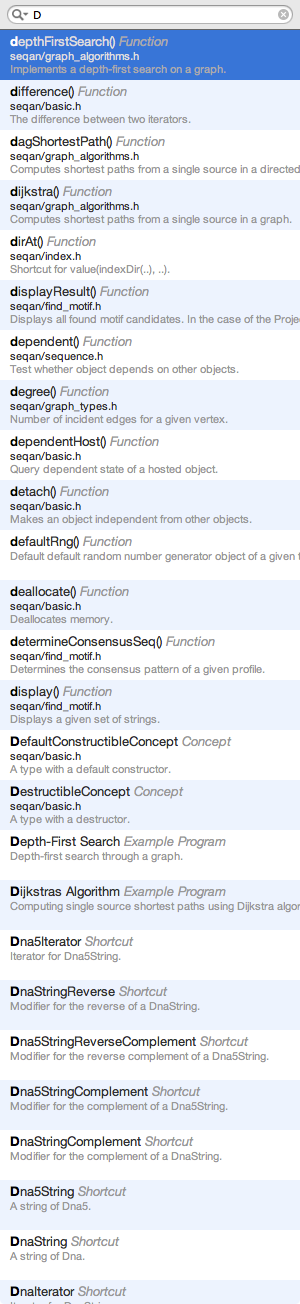 D
depthFirstSearch() Function
seqan/graph_algorithms.h
Implements a depth-first search on a graph.
difference() Function
seqan/basic.h
The difference between two iterators.
dagShortestPath() Function
seqan/graph_algorithms.h
Computes shortest paths from a single source in a directed
dijkstra() Function
seqan/graph_algorithms.h
Computes shortest paths from a single source in a graph.
dirAt() Function
seqan/index.h
Shortcut for value(indexDir(..), ..).
displayResult() Function
seqan/find_motif.h
Displays all found motif candidates. In the case of the Proje
dependent() Function
seqan/sequence.h
Test whether object depends on other objects.
degree() Function
seqan/graph_types.h
Number of incident edges for a given vertex.
dependentHost() Function
seqan/basic.h
Query dependent state of a hosted object.
detach() Function
seqan/basic.h
Makes an object independent from other objects.
defaultRng() Function
Default default random number generator object of a given t
deallocate() Function
seqan/basic.h
Deallocates memory.
determineConsensusSeq() Function
seqan/find_motif.h
Determines the consensus pattern of a given profile.
display() Function
seqan/find_motif.h
Displays a given set of strings.
DefaultConstructibleConcept Concept
seqan/basic.h
A type with a default constructor.
DestructibleConcept Concept
seqan/basic.h
A type with a destructor.
Depth-First Search Example Program
Depth-first search through a graph.
Dijkstras Algorithm Example Program
Computing single source shortest paths using Dijkstra algor
Dna5Iterator Shortcut
Iterator for Dna5String.
DnaStringReverse Shortcut
Modifier for the reverse of a DnaString.
Dna5StringReverseComplement Shortcut
Modifier for the reverse complement of a Dna5String.
Dna5StringComplement Shortcut
Modifier for the complement of a Dna5String.
DnaStringComplement Shortcut
Modifier for the complement of a DnaString.
Dna5String Shortcut
A string of Dna5.
DnaString Shortcut
A string of Dna.
DnaIterator Shortcut